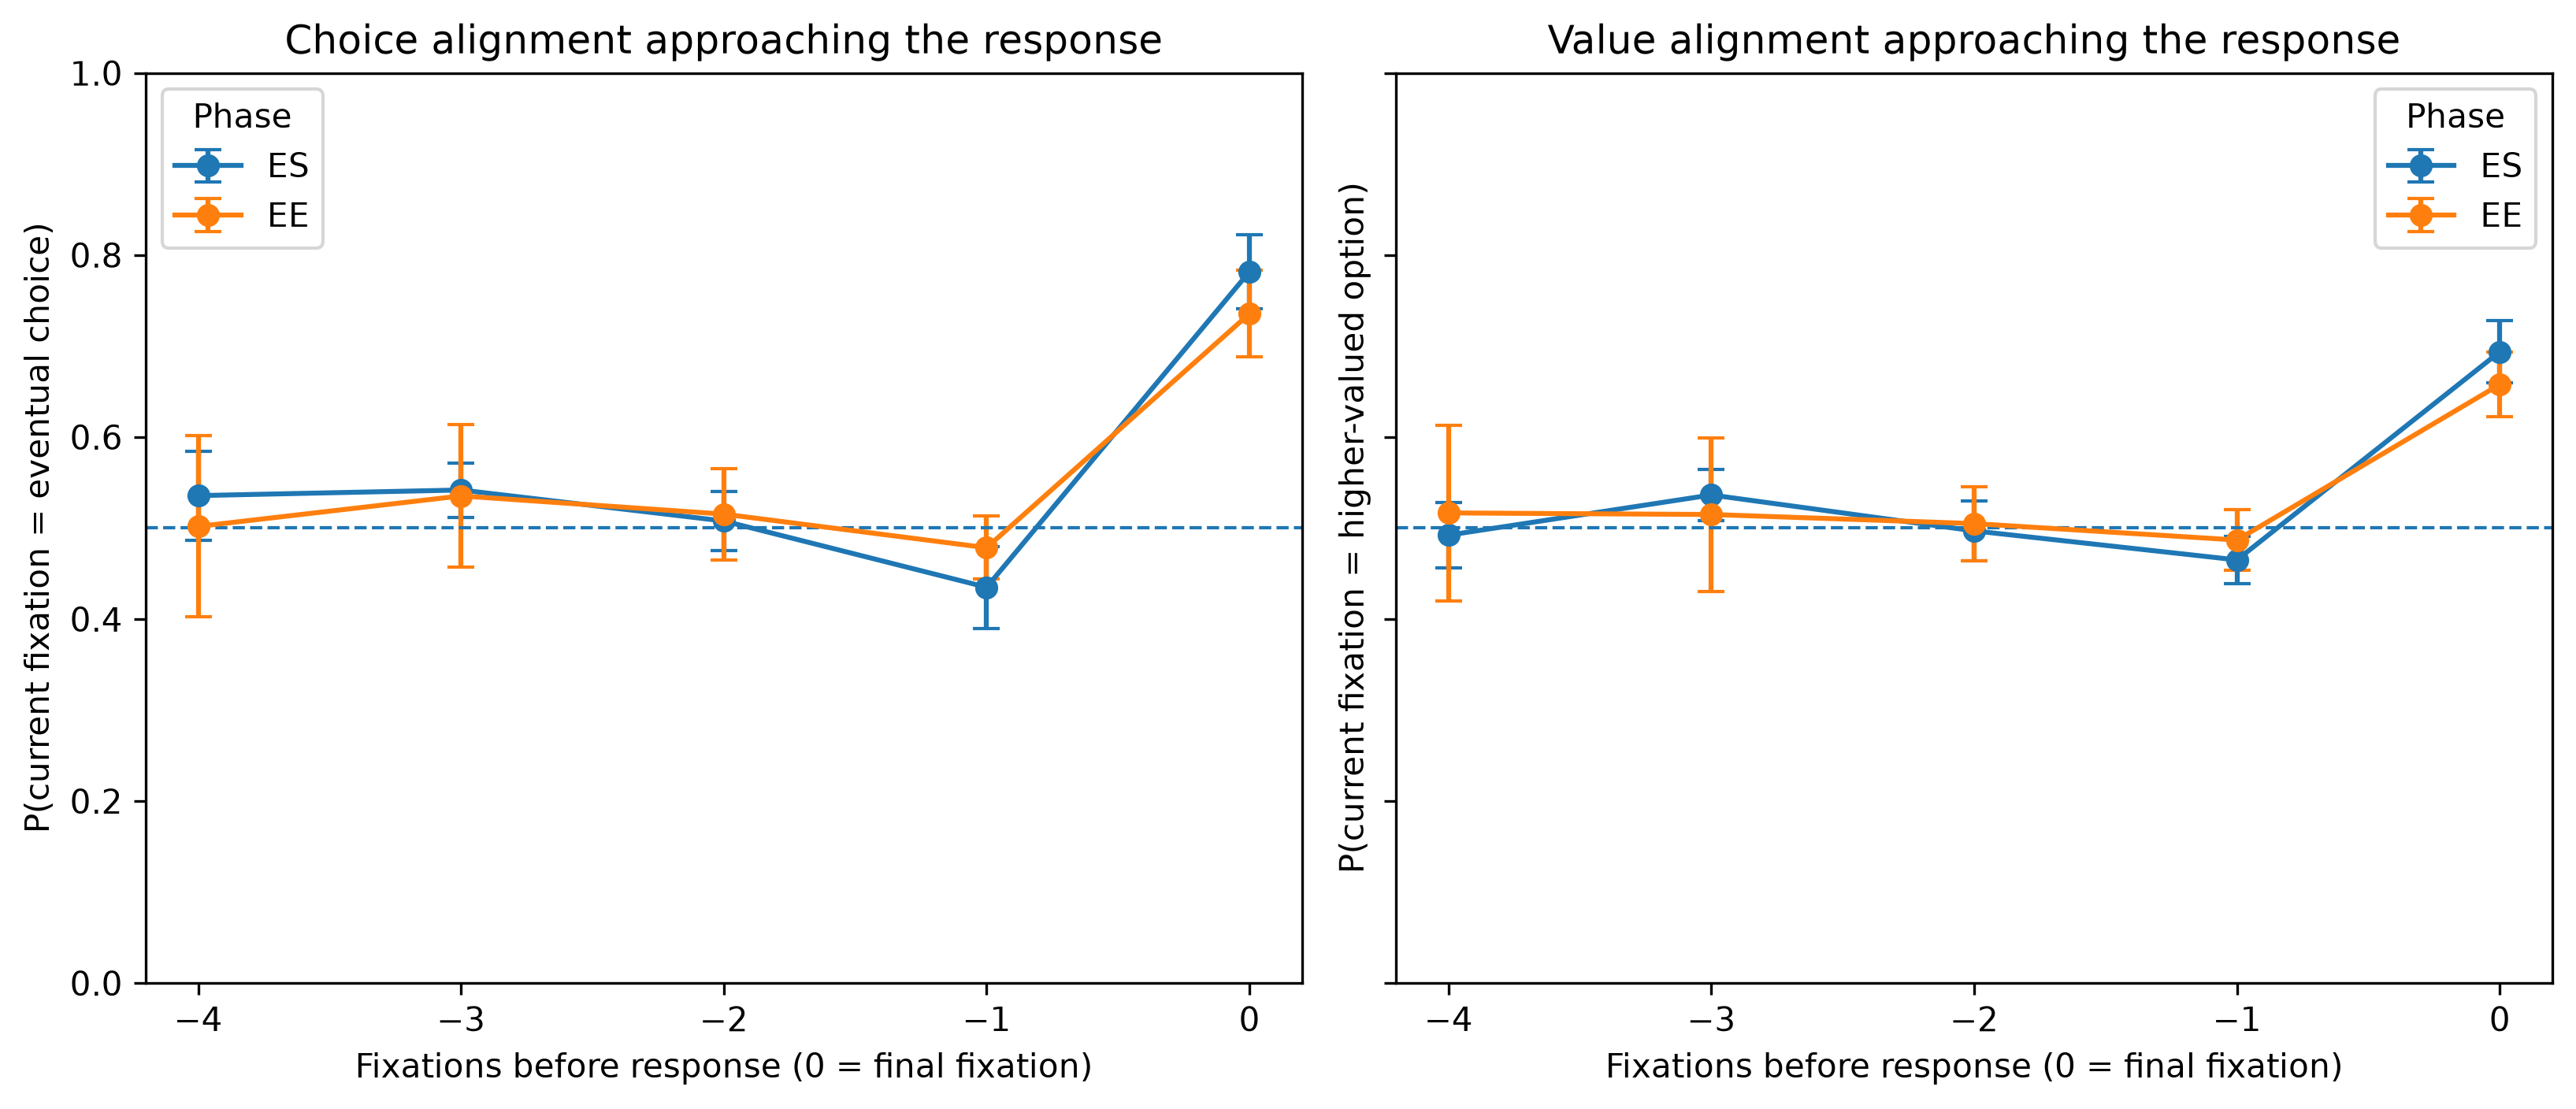 Choice alignment approaching the response
P(current fixation = eventual choice)
1.0
0.8
0.6
0.4
0.2
0.0
Phase
ES
EE
−4 −3 −2 −1 0
Fixations before response (0 = final fixation)
Value alignment approaching the response
P(current fixation = higher-valued option)
Phase
ES
EE
−4 −3 −2 −1 0
Fixations before response (0 = final fixation)